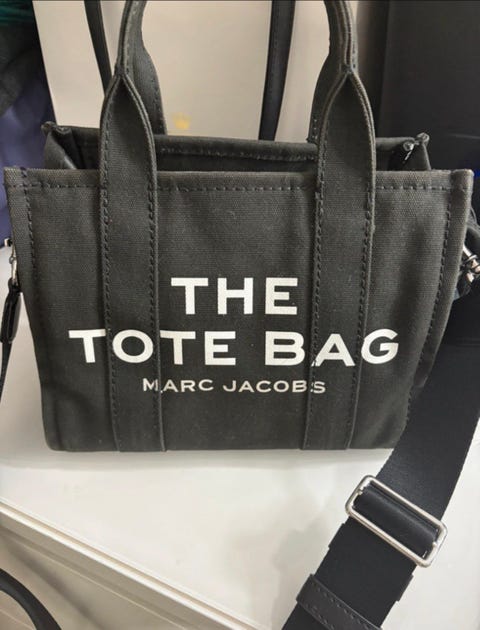 THE
TOTE BAG
MARC JACOBS